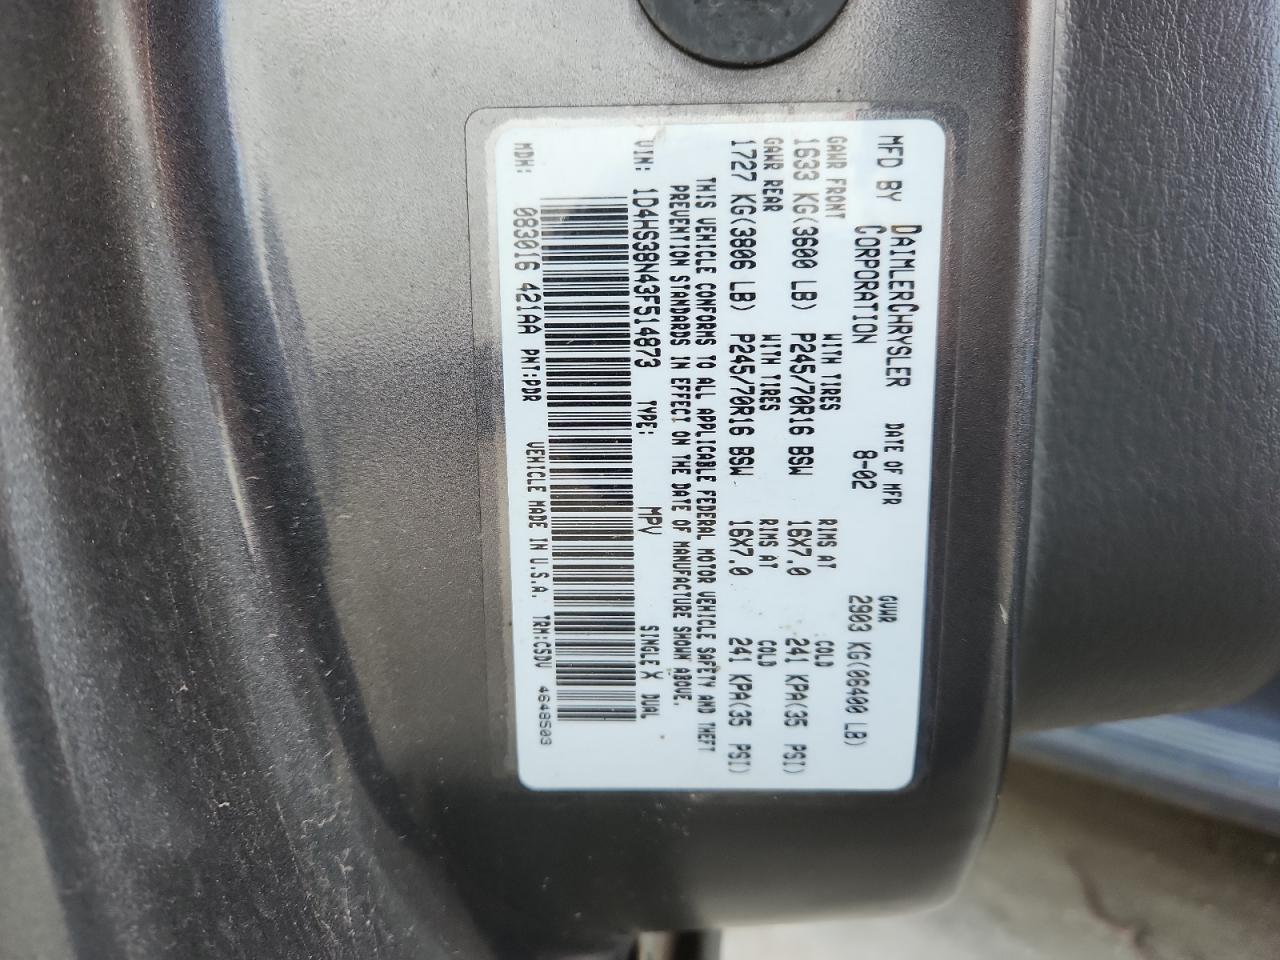 MFD BY DAIMLERCHRYSLER CORPORATION DATE OF MFR 8-02 GVWR 2903 KG(06400 LB)
GAWR FRONT WITH TIRES RIMS AT COLD
1633 KG(3600 LB) P245/70R16 BSW 16X7.0 241 KPA(35 PSI)
GAWR REAR WITH TIRES RIMS AT COLD
1727 KG(3806 LB) P245/70R16 BSW 16X7.0 241 KPA(35 PSI)
THIS VEHICLE CONFORMS TO ALL APPLICABLE FEDERAL MOTOR VEHICLE SAFETY AND THEFT
PREVENTION STANDARDS IN EFFECT ON THE DATE OF MANUFACTURE SHOWN ABOVE.
VIN: 1D4HS38N43F514873 TYPE: MPV SINGLE X DUAL
MDH: 083016 421AA PNT:PDR VEHICLE MADE IN U.S.A. TRM:C5DV 4648503